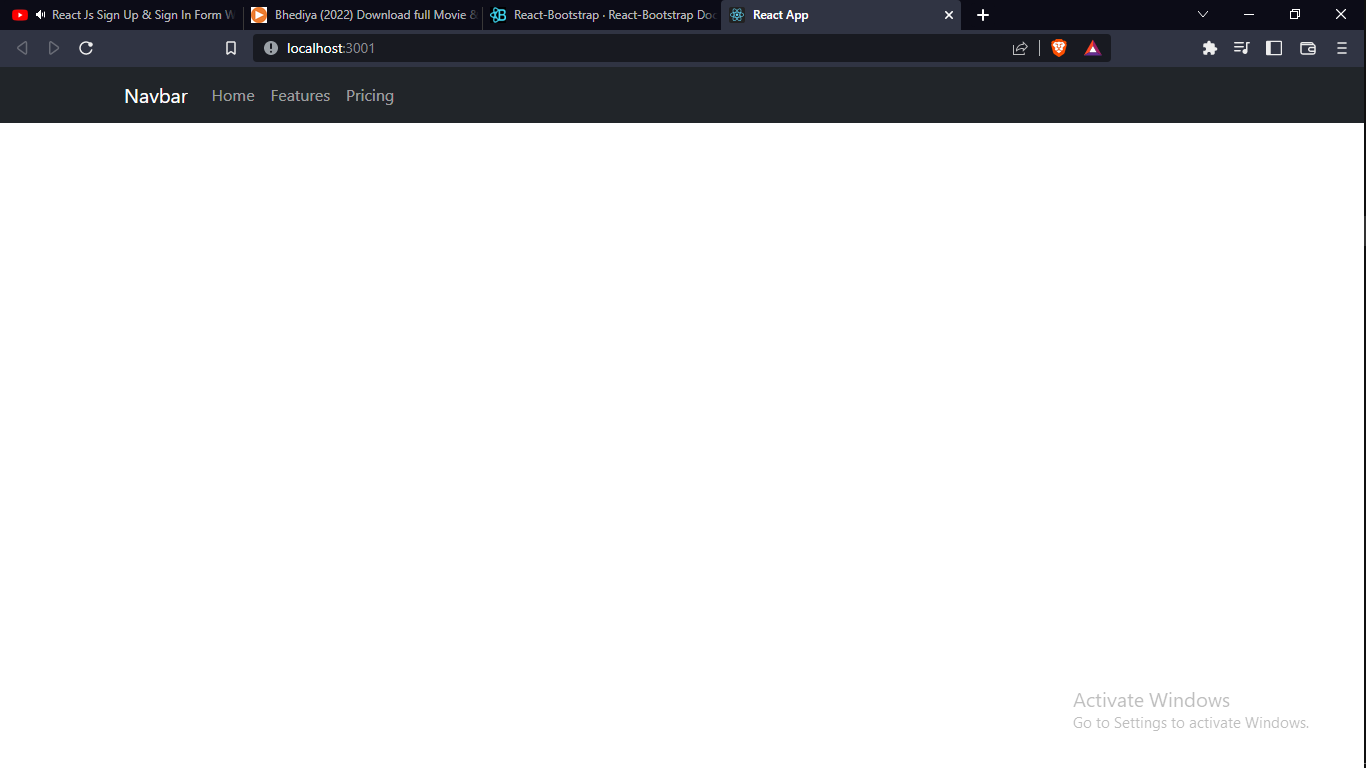 React Js Sign Up & Sign In Form W
Bhediya (2022) Download full Movie &
React-Bootstrap · React-Bootstrap Doc
React App
localhost:3001
Navbar Home Features Pricing
Activate Windows
Go to Settings to activate Windows.